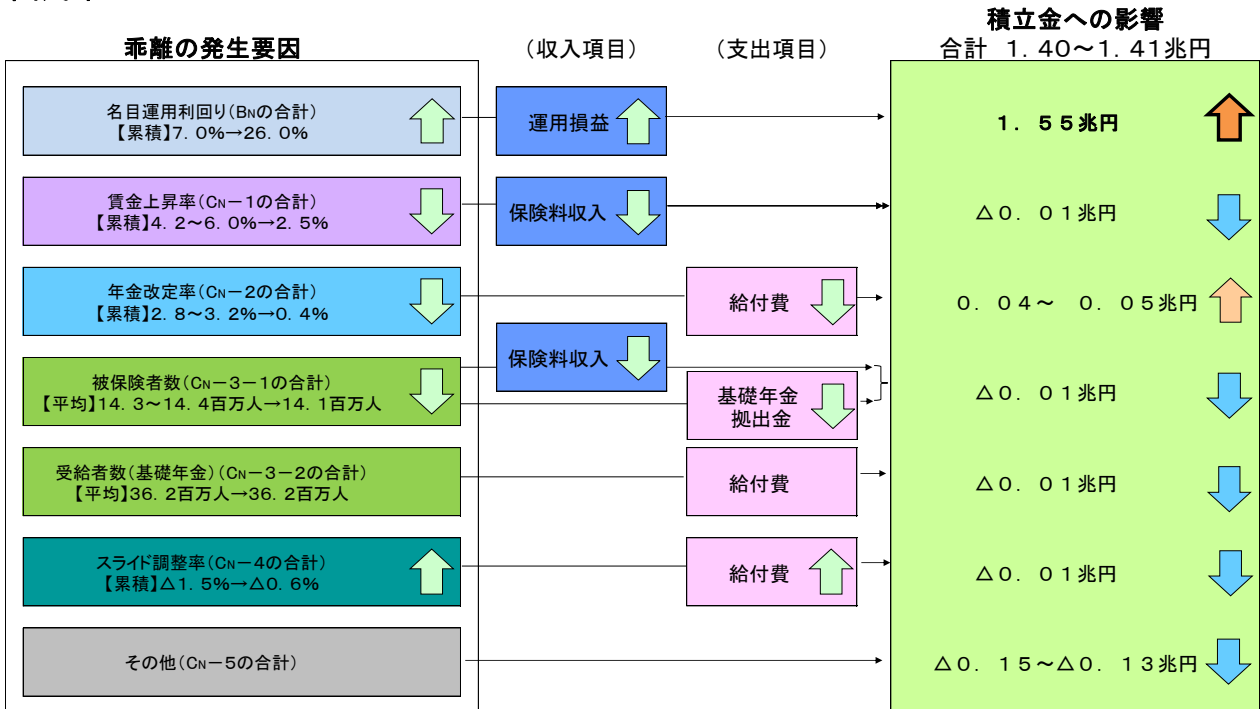 積立金への影響
乖離の発生要因
（収入項目）
（支出項目）
合計　１．４０～１．４１兆円
名目運用利回り（BNの合計）
【累積】７．０%→２６．０%
運用損益
１．５５兆円
賃金上昇率（CN－１の合計）
【累積】４．２～６．０%→２．５%
保険料収入
△０．０１兆円
年金改定率（CN－２の合計）
【累積】２．８～３．２%→０．４%
給付費
０．０４～　０．０５兆円
保険料収入
被保険者数（CN－３－１の合計）
【平均】１４．３～１４．４百万人→１４．１百万人
基礎年金
拠出金
△０．０１兆円
受給者数（基礎年金）（CN－３－２の合計）
【平均】３６．２百万人→３６．２百万人
給付費
△０．０１兆円
スライド調整率（CN－４の合計）
【累積】△１．５%→△０．６%
給付費
△０．０１兆円
その他（CN－５の合計）
△０．１５～△０．１３兆円